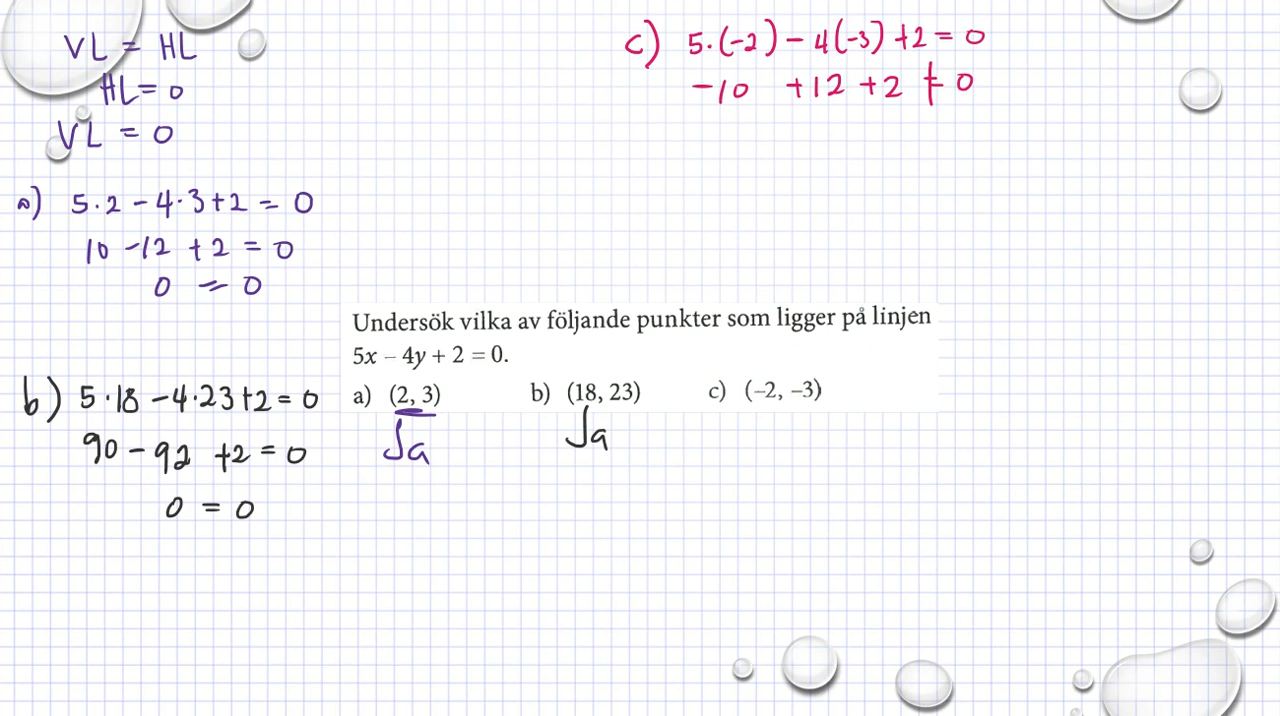 VL = HL
HL = 0
VL = 0
a) 5·2 - 4·3 + 2 = 0
10 - 12 + 2 = 0
0 = 0
b) 5·18 - 4·23 + 2 = 0
90 - 92 + 2 = 0
0 = 0
c) 5·(-2) - 4(-3) + 2 = 0
-10 + 12 + 2 ≠ 0
Undersök vilka av följande punkter som ligger på linjen
5x – 4y + 2 = 0.
a) (2, 3) b) (18, 23) c) (–2, –3)
Ja Ja